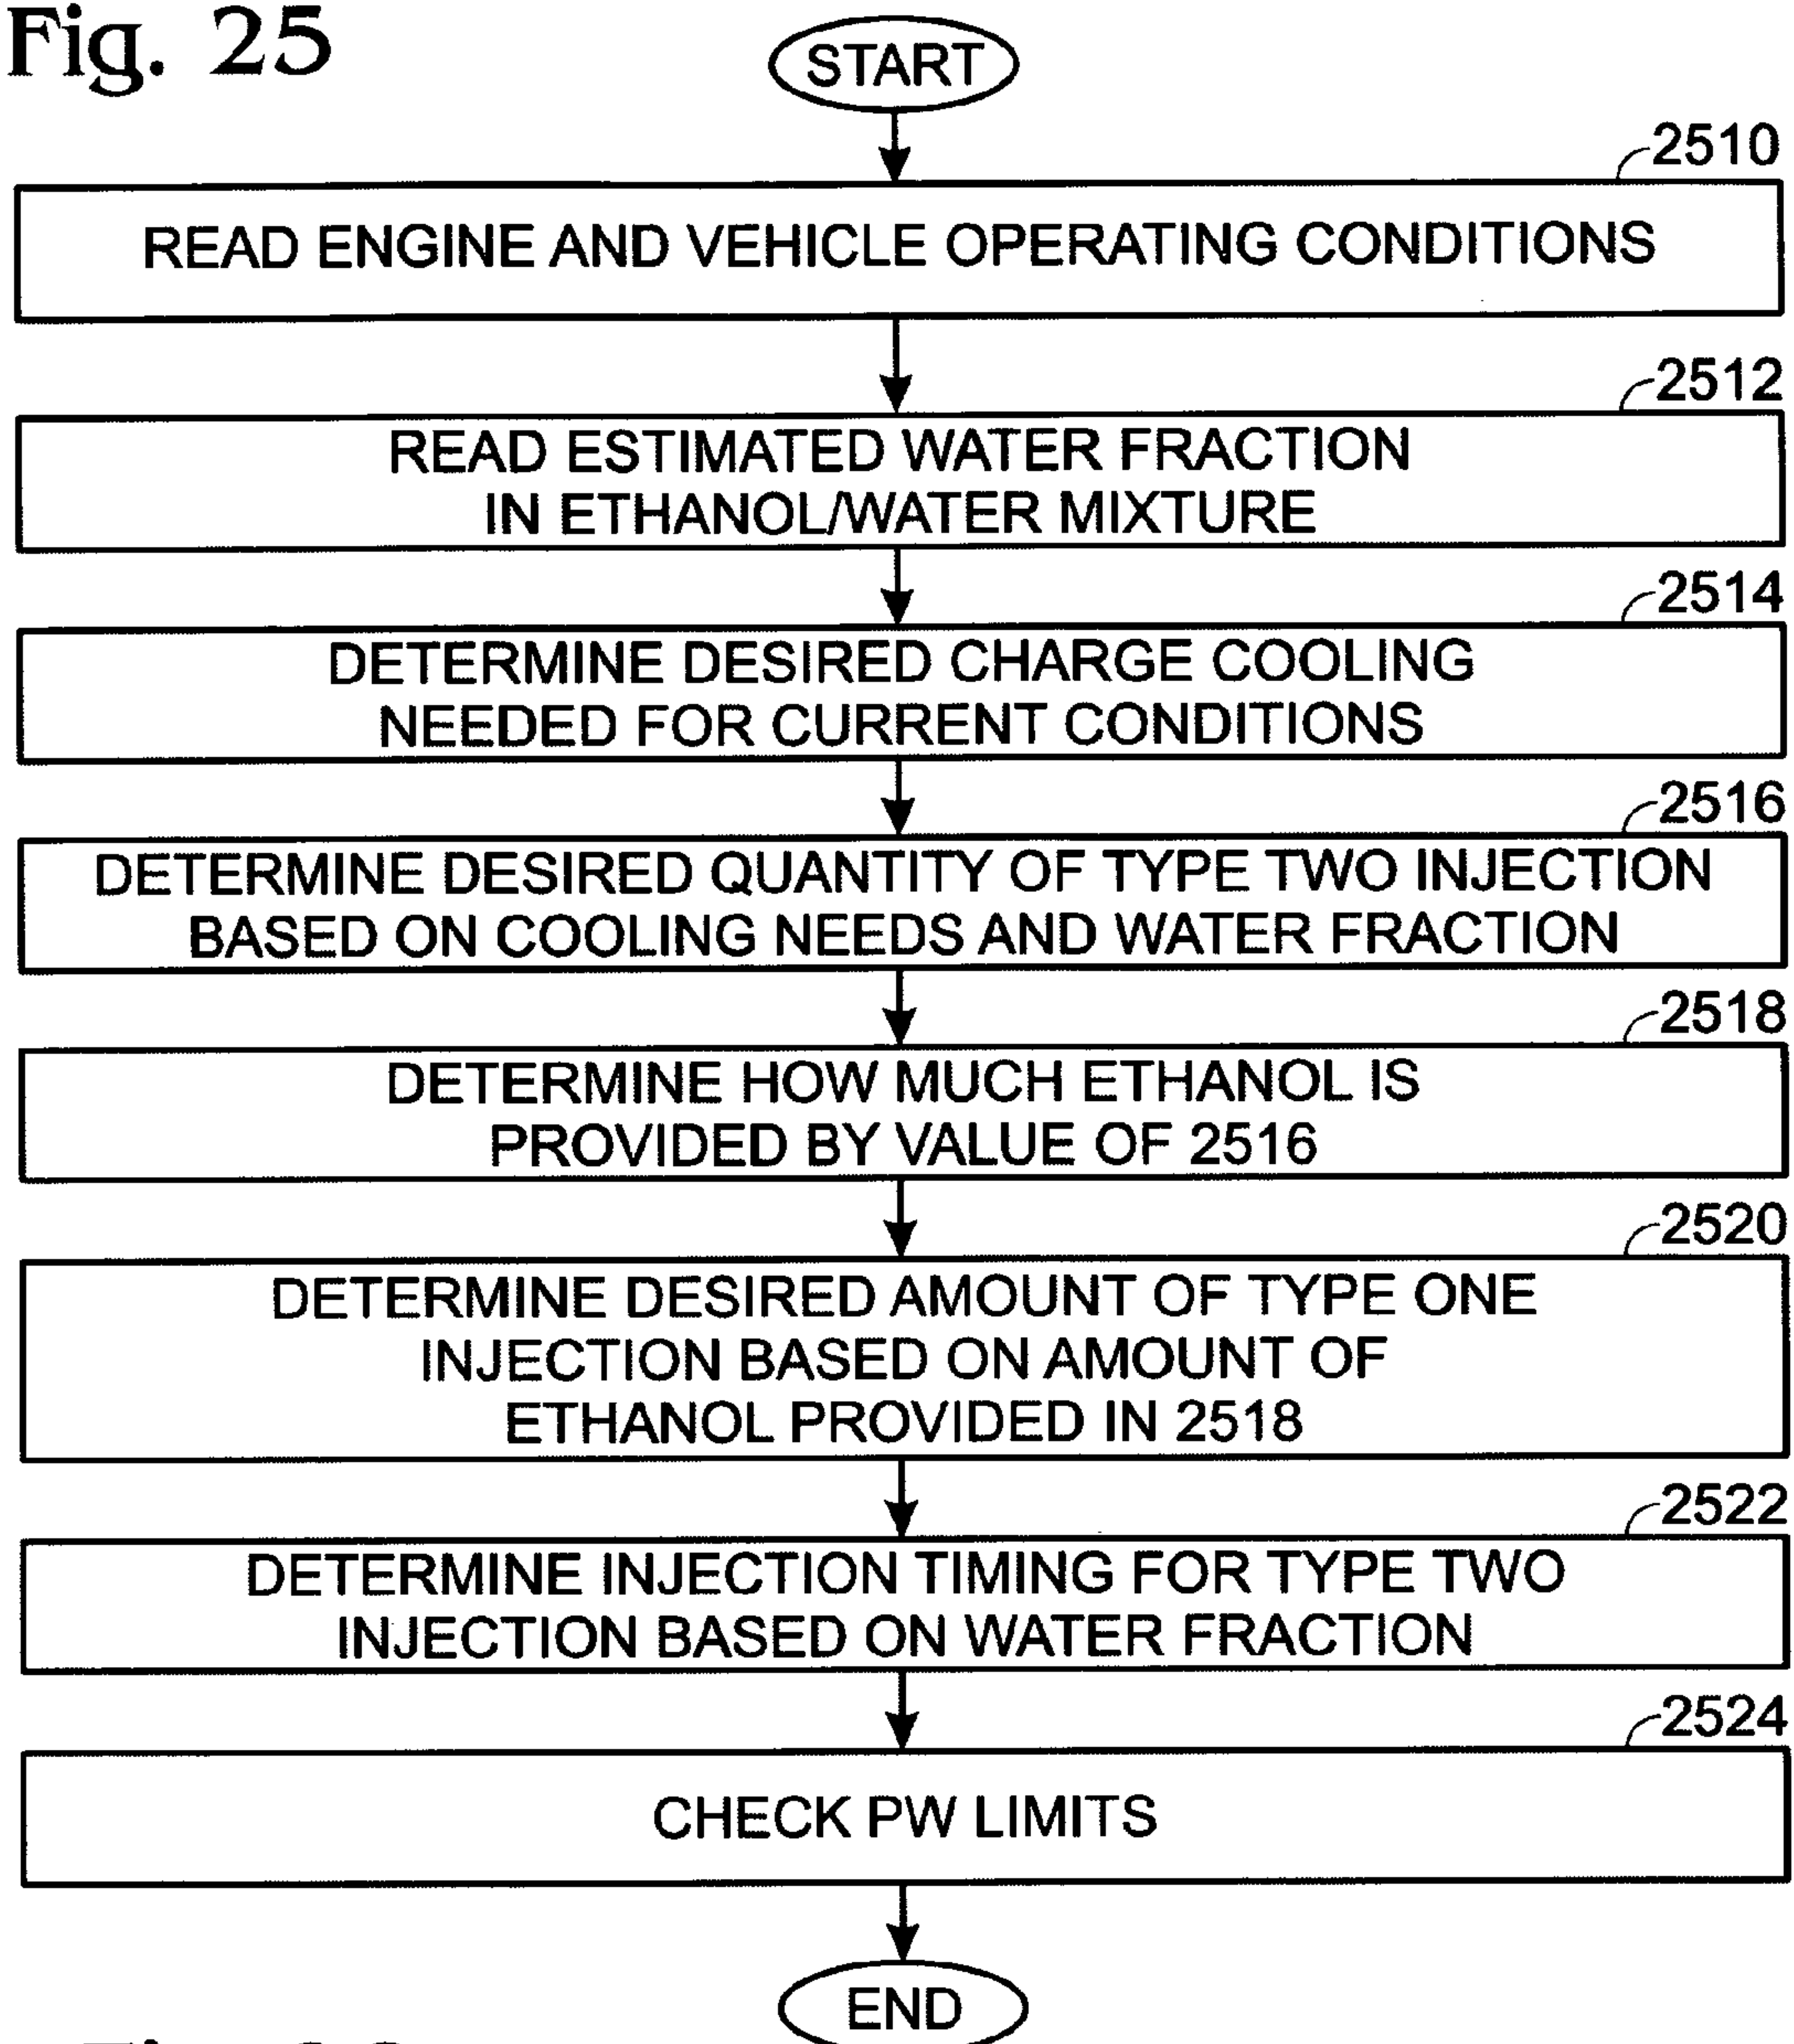 Fig. 25
START
2510
READ ENGINE AND VEHICLE OPERATING CONDITIONS
2512
READ ESTIMATED WATER FRACTION
IN ETHANOL/WATER MIXTURE
2514
DETERMINE DESIRED CHARGE COOLING
NEEDED FOR CURRENT CONDITIONS
2516
DETERMINE DESIRED QUANTITY OF TYPE TWO INJECTION
BASED ON COOLING NEEDS AND WATER FRACTION
2518
DETERMINE HOW MUCH ETHANOL IS
PROVIDED BY VALUE OF 2516
2520
DETERMINE DESIRED AMOUNT OF TYPE ONE
INJECTION BASED ON AMOUNT OF
ETHANOL PROVIDED IN 2518
2522
DETERMINE INJECTION TIMING FOR TYPE TWO
INJECTION BASED ON WATER FRACTION
2524
CHECK PW LIMITS
END